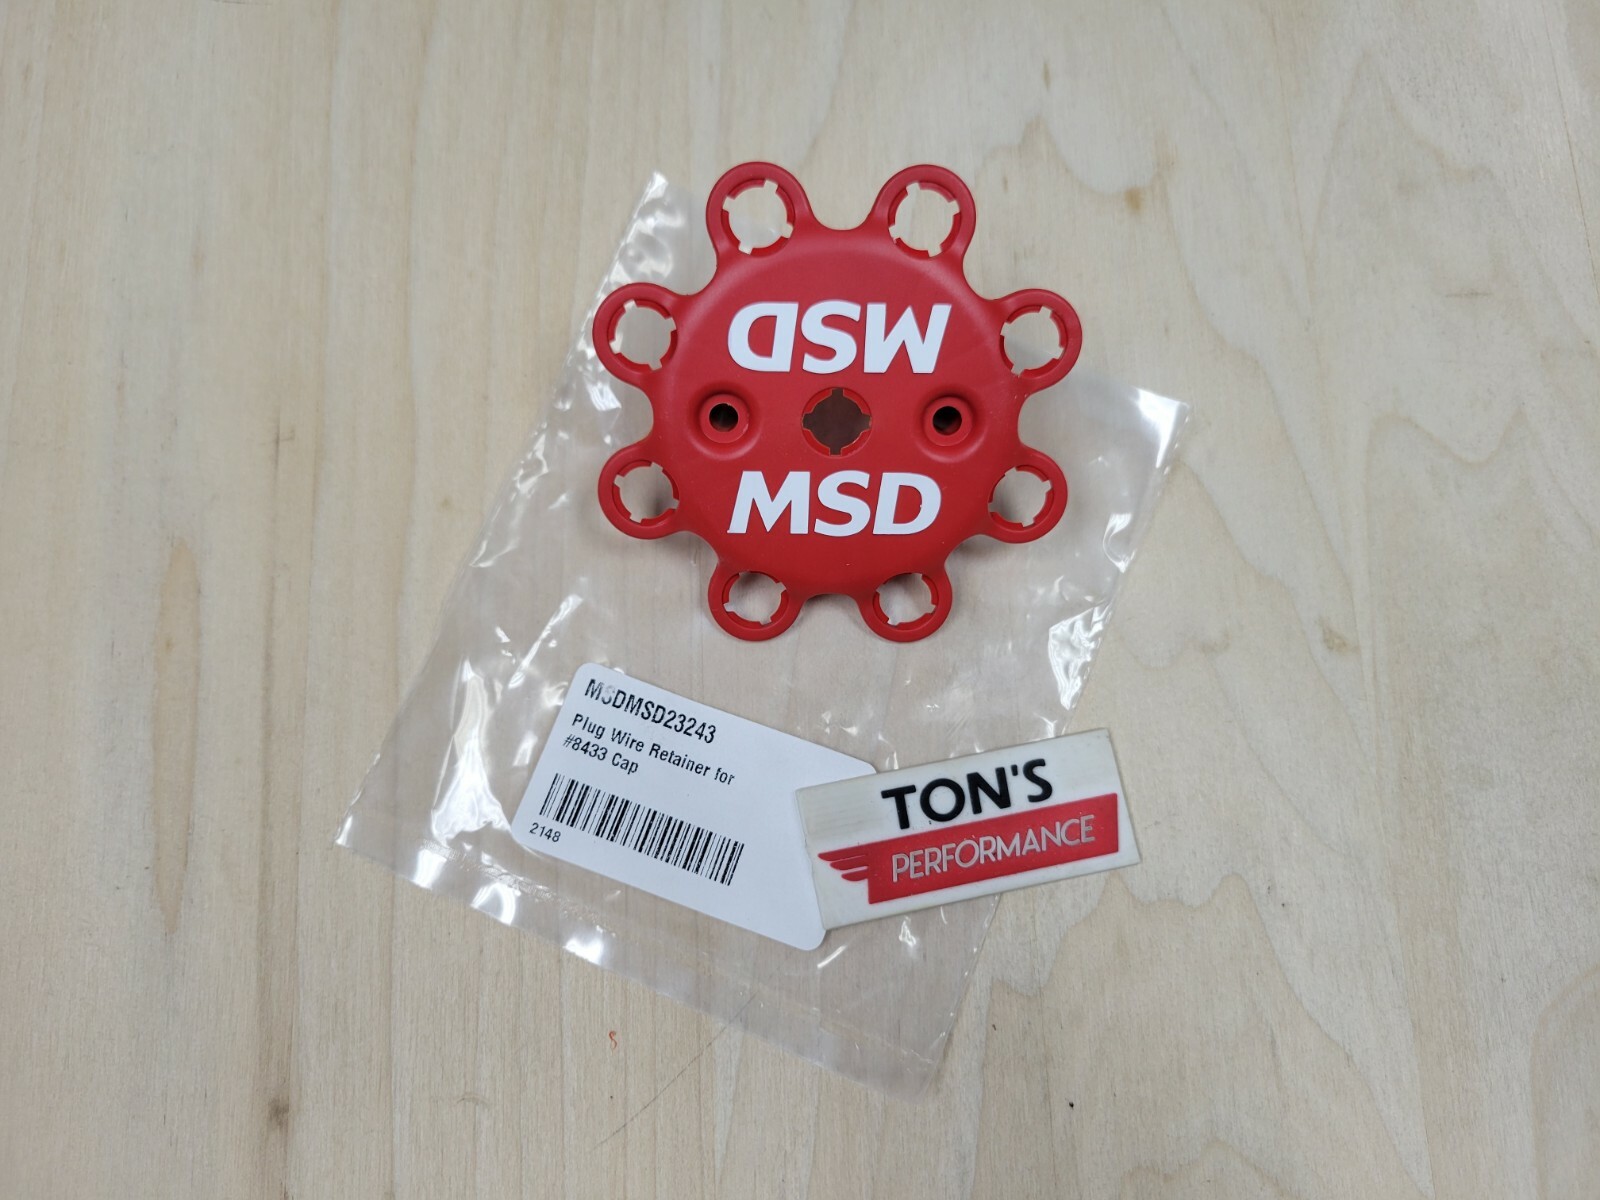 MSD
MSD
MSDMSD23243
Plug Wire Retainer for
#8433 Cap
2148
TON'S
PERFORMANCE